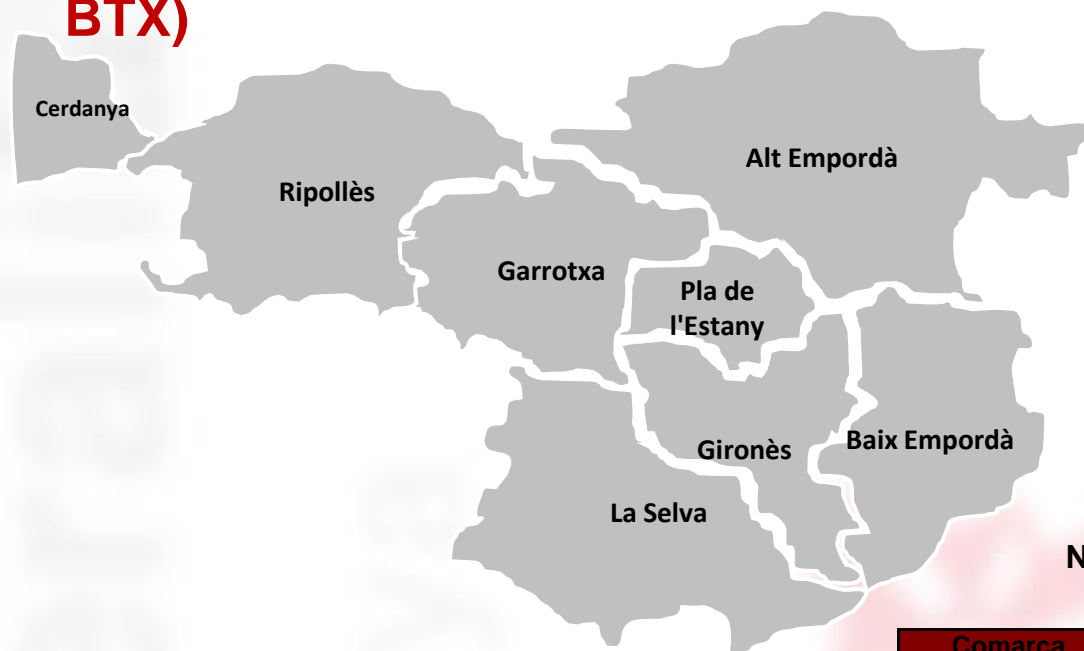 BTX)
Cerdanya
Alt Empordà
Ripollès
Garrotxa
Pla de
l'Estany
Baix Empordà
Gironès
La Selva
N
Comarca